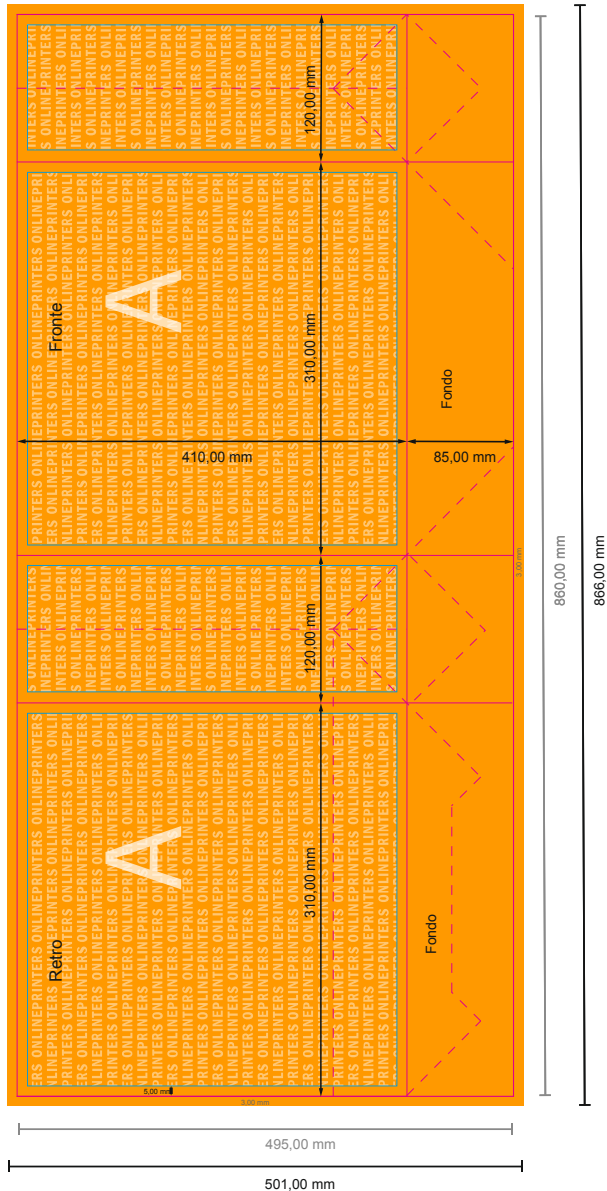 120,00 mm
Fronte
A
310,00 mm
Fondo
410,00 mm
85,00 mm
3,00 mm
860,00 mm
866,00 mm
120,00 mm
A
310,00 mm
Retro
Fondo
5,00 mm
3,00 mm
495,00 mm
501,00 mm
ONLINEPRINTERS